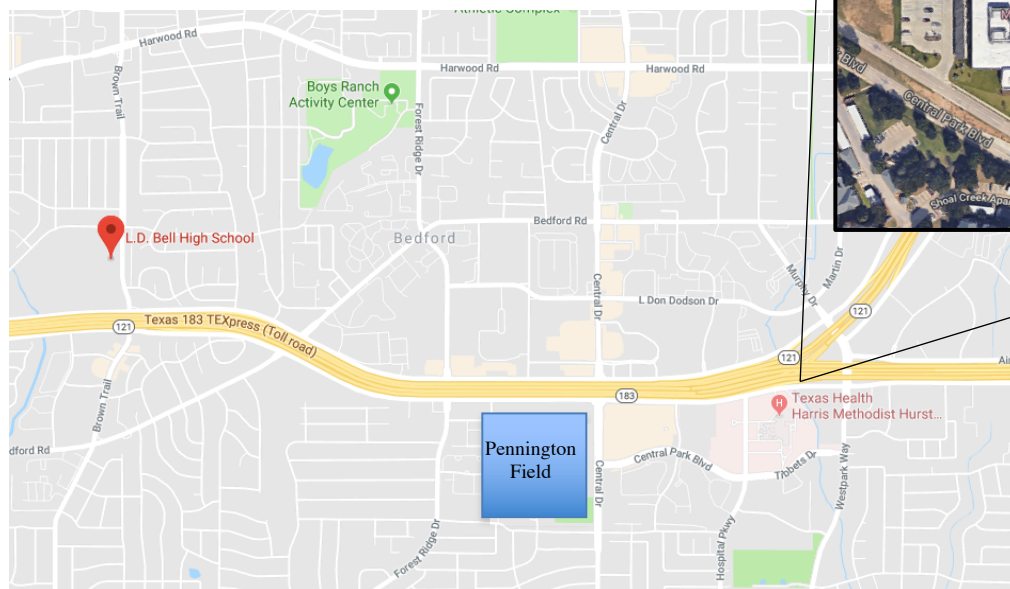 Athletic Complex
Harwood Rd
Harwood Rd
Harwood Rd
Brown Trail
Boys Ranch
Activity Center
Forest Ridge Dr
Central Dr
Blvd
Central Park Blvd
Shoal Creek Apar
L.D. Bell High School
Bedford
Bedford Rd
Murphy Dr
Martin Dr
Central Dr
L Don Dodson Dr
121
Texas 183 TEXpress (Toll road)
121
121
183
Brown Trail
Texas Health
Harris Methodist Hurst...
H
Pennington
Field
dford Rd
Central Park Blvd
Tibbets Dr
Central Dr
Westpark Way
Hospital Pkwy
Forest Ridge Dr